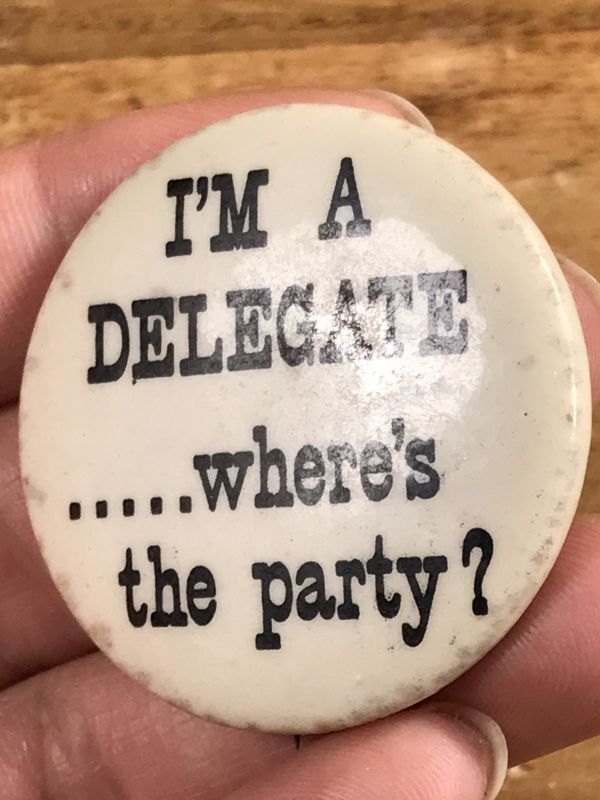 I'M A
DELEGATE
.....where's
the party?